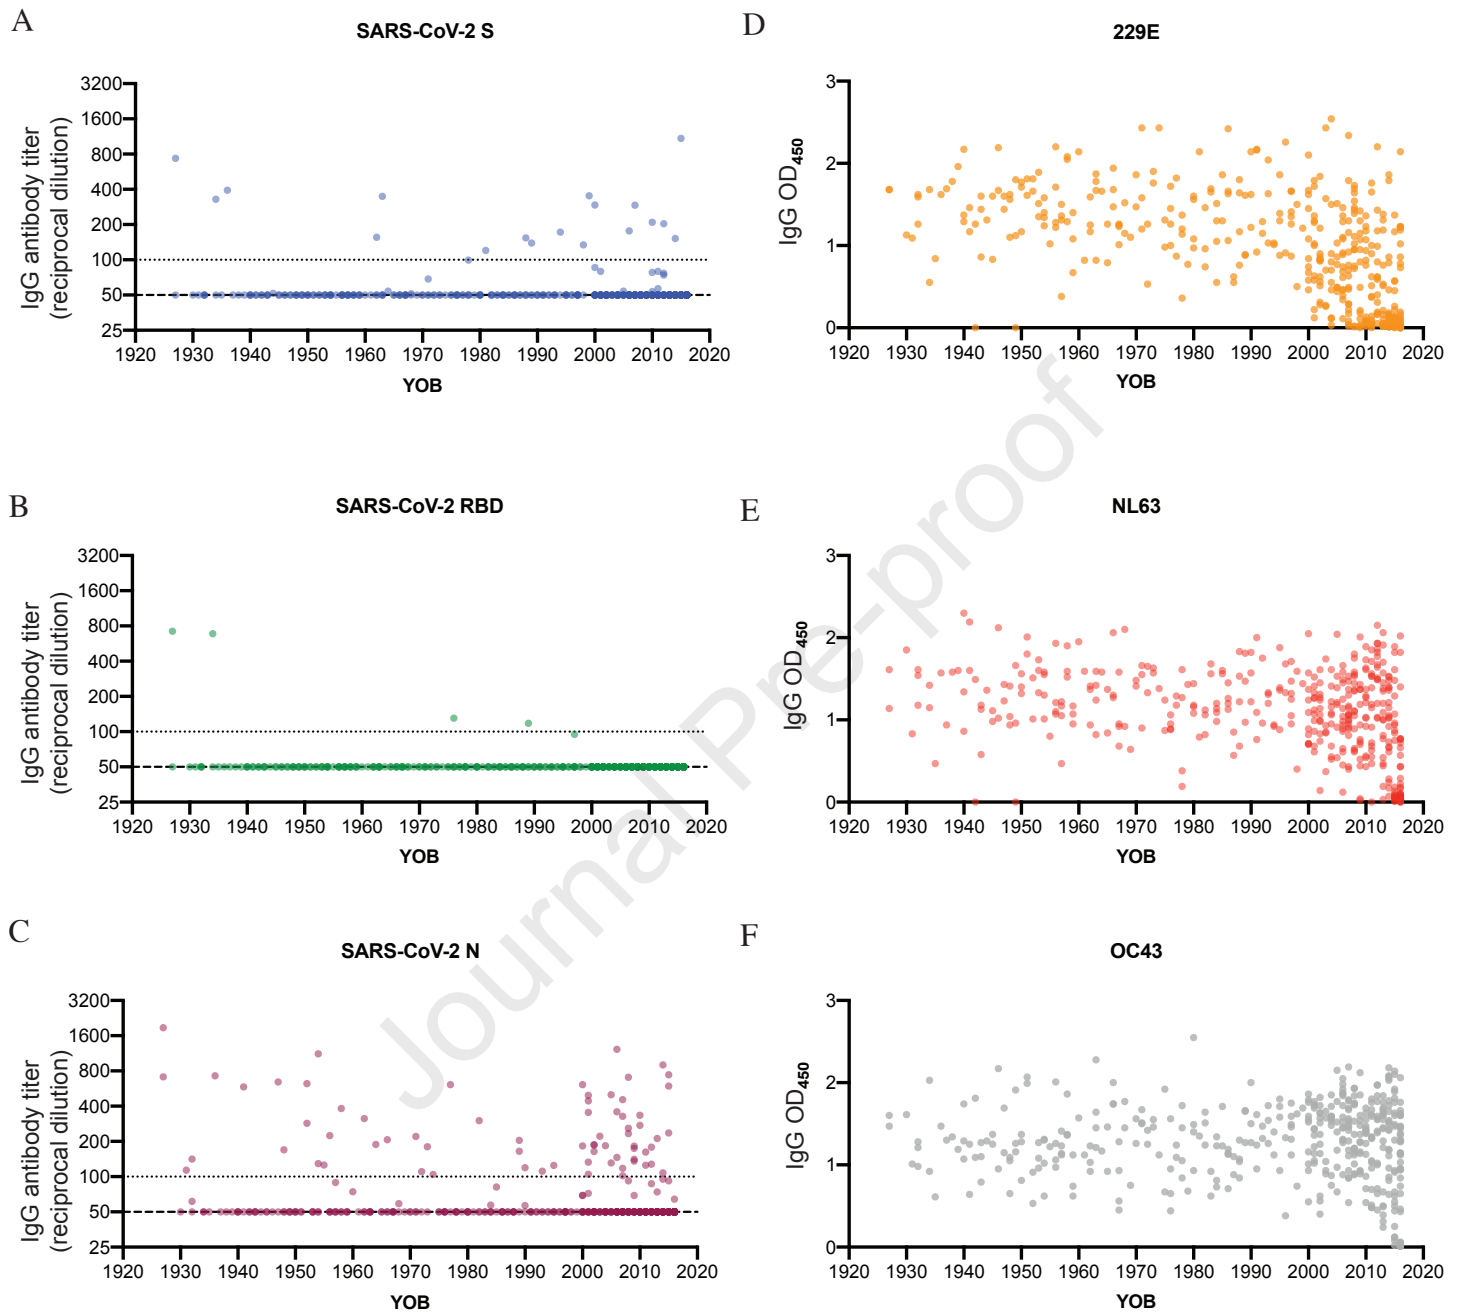 A
SARS-CoV-2 S
IgG antibody titer
(reciprocal dilution)
3200
1600
800
400
200
100
50
25
1920 1930 1940 1950 1960 1970 1980 1990 2000 2010 2020
YOB
D
229E
IgG OD450
3
2
1
0
1920 1930 1940 1950 1960 1970 1980 1990 2000 2010 2020
YOB
B
SARS-CoV-2 RBD
IgG antibody titer
(reciprocal dilution)
3200
1600
800
400
200
100
50
25
1920 1930 1940 1950 1960 1970 1980 1990 2000 2010 2020
YOB
E
NL63
IgG OD450
3
2
1
0
1920 1930 1940 1950 1960 1970 1980 1990 2000 2010 2020
YOB
C
SARS-CoV-2 N
IgG antibody titer
(reciprocal dilution)
3200
1600
800
400
200
100
50
25
1920 1930 1940 1950 1960 1970 1980 1990 2000 2010 2020
YOB
F
OC43
IgG OD450
3
2
1
0
1920 1930 1940 1950 1960 1970 1980 1990 2000 2010 2020
YOB
Journal Pre-proof